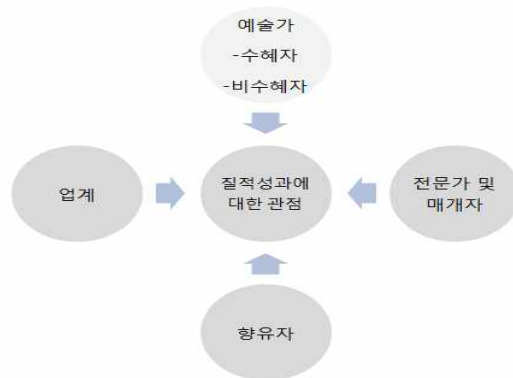 예술가
-수혜자
-비수혜자
업계
질적성과에
대한 관점
전문가 및
매개자
향유자